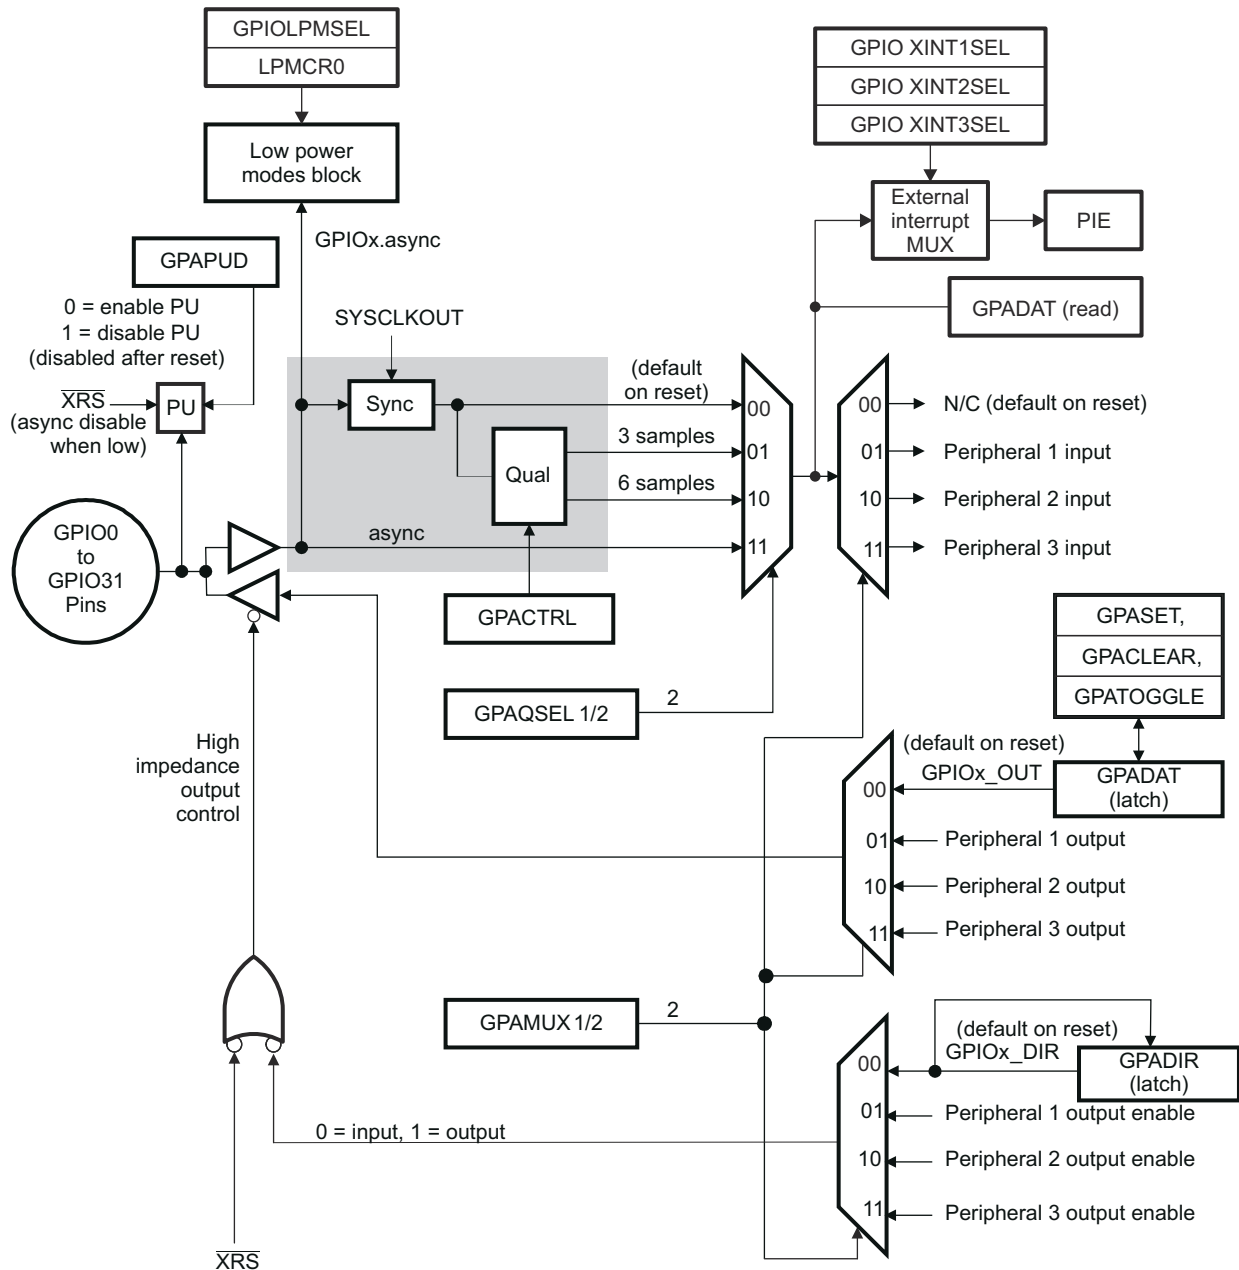 GPIOLPMSEL
LPMCR0
Low power
modes block
GPIOx.async
GPAPUD
0 = enable PU
1 = disable PU
(disabled after reset)
XRS
(async disable
when low)
PU
GPIO0
to
GPIO31
Pins
SYSCLKOUT
Sync
Qual
(default
on reset)
3 samples
6 samples
async
GPACTRL
GPAQSEL 1/2
2
00
01
10
11
GPIO XINT1SEL
GPIO XINT2SEL
GPIO XINT3SEL
External
interrupt
MUX
PIE
GPADAT (read)
00
01
10
11
N/C (default on reset)
Peripheral 1 input
Peripheral 2 input
Peripheral 3 input
GPASET,
GPACLEAR,
GPATOGGLE
GPADAT
(latch)
(default on reset)
GPIOx_OUT
00
01
10
11
Peripheral 1 output
Peripheral 2 output
Peripheral 3 output
High
impedance
output
control
GPAMUX 1/2
2
(default on reset)
GPIOx_DIR
GPADIR
(latch)
00
01
10
11
Peripheral 1 output enable
Peripheral 2 output enable
Peripheral 3 output enable
0 = input, 1 = output
XRS